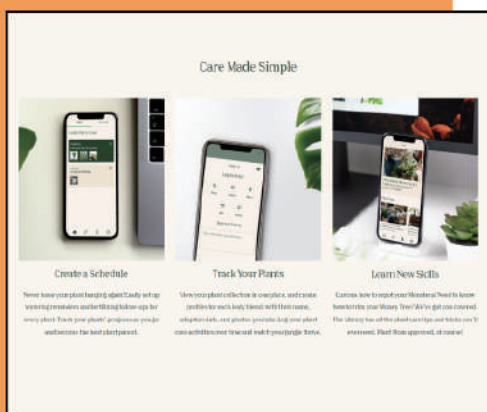 Care Made Simple
Create a Schedule
Track Your Plants
Learn New Skills
Never leave your plant hanging again! Easily set up
watering reminders and fertilizing follow-ups for
every plant. Track your plants' progress as you go
and become the best plant parent.
View your plant collection in one place, and create
profiles for each leafy friend with their name,
adoption date, and photos you take. Log your plant
care activities over time and watch your jungle thrive.
Curious how to repot your Monstera? Need to know
how to prune your Money Tree? We've got you covered.
The Library has all the plant care tips and tricks you'll
ever need. Plant Mom approved, of course!